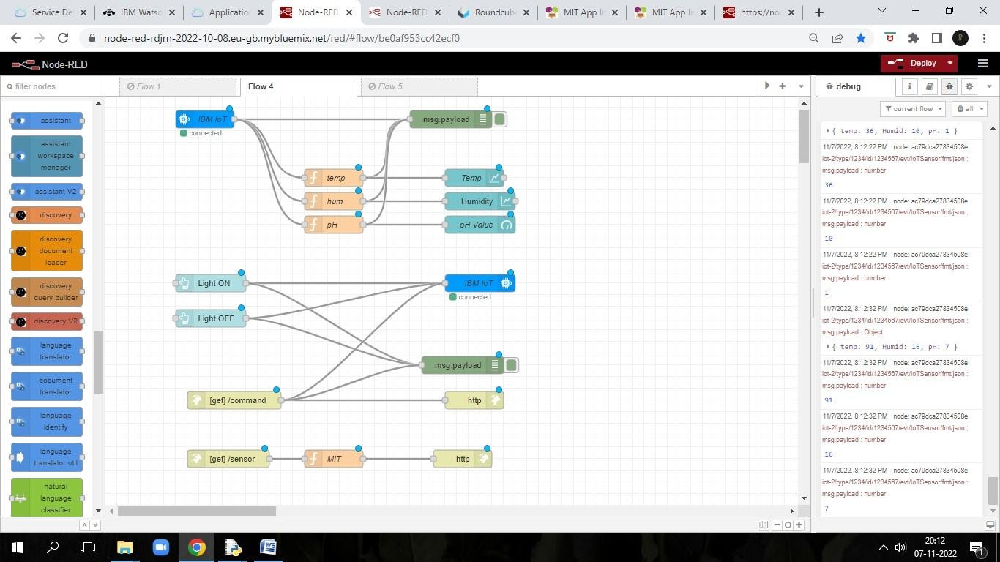 Service De
IBM Wats
Application
Node-RED
Node-RED
Roundcub
MIT App In
MIT App In
https://no
node-red-rdjrn-2022-10-08.eu-gb.mybluemix.net/red/#flow/be0af953cc42ecf0
Node-RED
Deploy
filter nodes
Flow 1
Flow 4
Flow 5
debug
current flow
all
assistant
assistant
workspace
manager
assistant V2
discovery
discovery
document
loader
discovery
query builder
discovery V2
language
translator
document
translator
language
identify
language
translator util
natural
language
classifier
IBM IoT
connected
msg.payload
temp
Temp
hum
Humidity
pH
pH Value
Light ON
IBM IoT
connected
Light OFF
msg.payload
[get] /command
http
[get] /sensor
MIT
http
{ temp: 36, Humid: 10, pH: 1 }
11/7/2022, 8:12:22 PM node: ac79dca27834508e
iot-2/type/1234/id/1234567/evt/IoTSensor/fmt/json :
msg.payload : number
36
11/7/2022, 8:12:22 PM node: ac79dca27834508e
iot-2/type/1234/id/1234567/evt/IoTSensor/fmt/json :
msg.payload : number
10
11/7/2022, 8:12:22 PM node: ac79dca27834508e
iot-2/type/1234/id/1234567/evt/IoTSensor/fmt/json :
msg.payload : number
1
11/7/2022, 8:12:32 PM node: ac79dca27834508e
iot-2/type/1234/id/1234567/evt/IoTSensor/fmt/json :
msg.payload : Object
{ temp: 91, Humid: 16, pH: 7 }
11/7/2022, 8:12:32 PM node: ac79dca27834508e
iot-2/type/1234/id/1234567/evt/IoTSensor/fmt/json :
msg.payload : number
91
11/7/2022, 8:12:32 PM node: ac79dca27834508e
iot-2/type/1234/id/1234567/evt/IoTSensor/fmt/json :
msg.payload : number
16
11/7/2022, 8:12:32 PM node: ac79dca27834508e
iot-2/type/1234/id/1234567/evt/IoTSensor/fmt/json :
msg.payload : number
7
20:12
07-11-2022
1